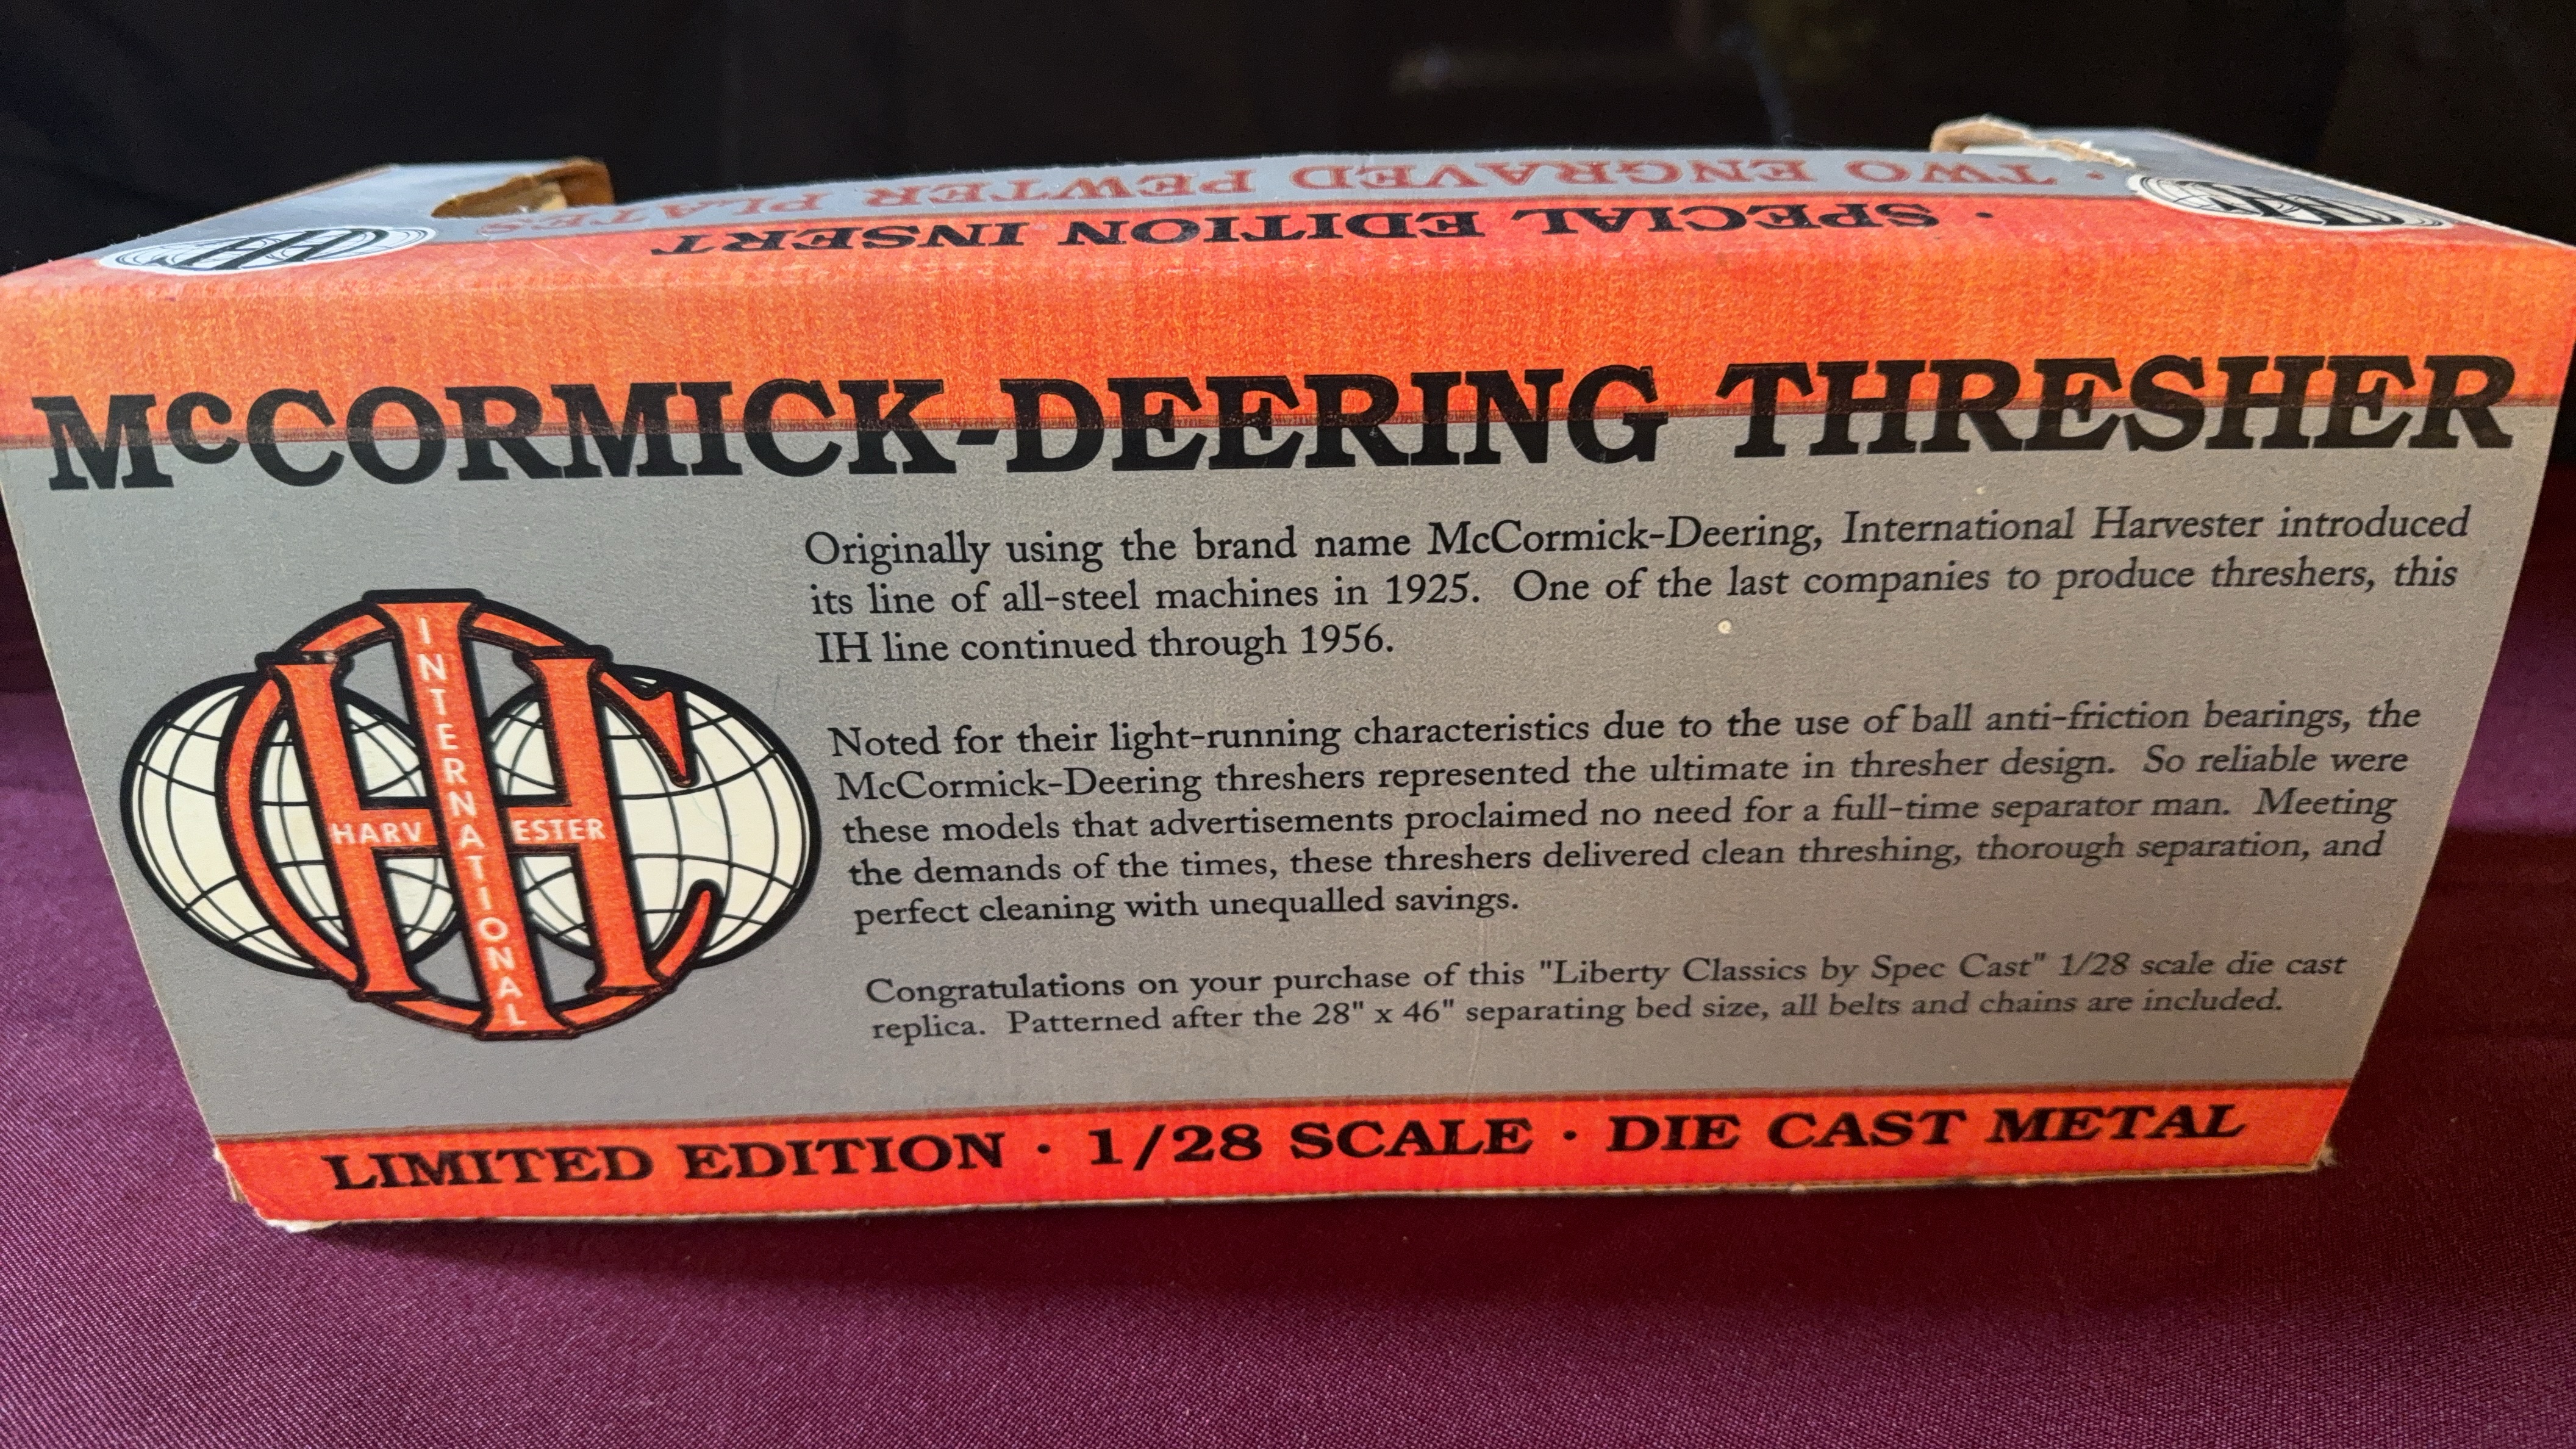 · TWO ENGRAVED PEWTER PLATES
· SPECIAL EDITION INSERT
McCORMICK-DEERING THRESHER
Originally using the brand name McCormick-Deering, International Harvester introduced
its line of all-steel machines in 1925. One of the last companies to produce threshers, this
IH line continued through 1956.
Noted for their light-running characteristics due to the use of ball anti-friction bearings, the
McCormick-Deering threshers represented the ultimate in thresher design. So reliable were
these models that advertisements proclaimed no need for a full-time separator man. Meeting
the demands of the times, these threshers delivered clean threshing, thorough separation, and
perfect cleaning with unequalled savings.
Congratulations on your purchase of this "Liberty Classics by Spec Cast" 1/28 scale die cast
replica. Patterned after the 28" x 46" separating bed size, all belts and chains are included.
INTERNATIONAL
HARVESTER
IHC
LIMITED EDITION · 1/28 SCALE · DIE CAST METAL